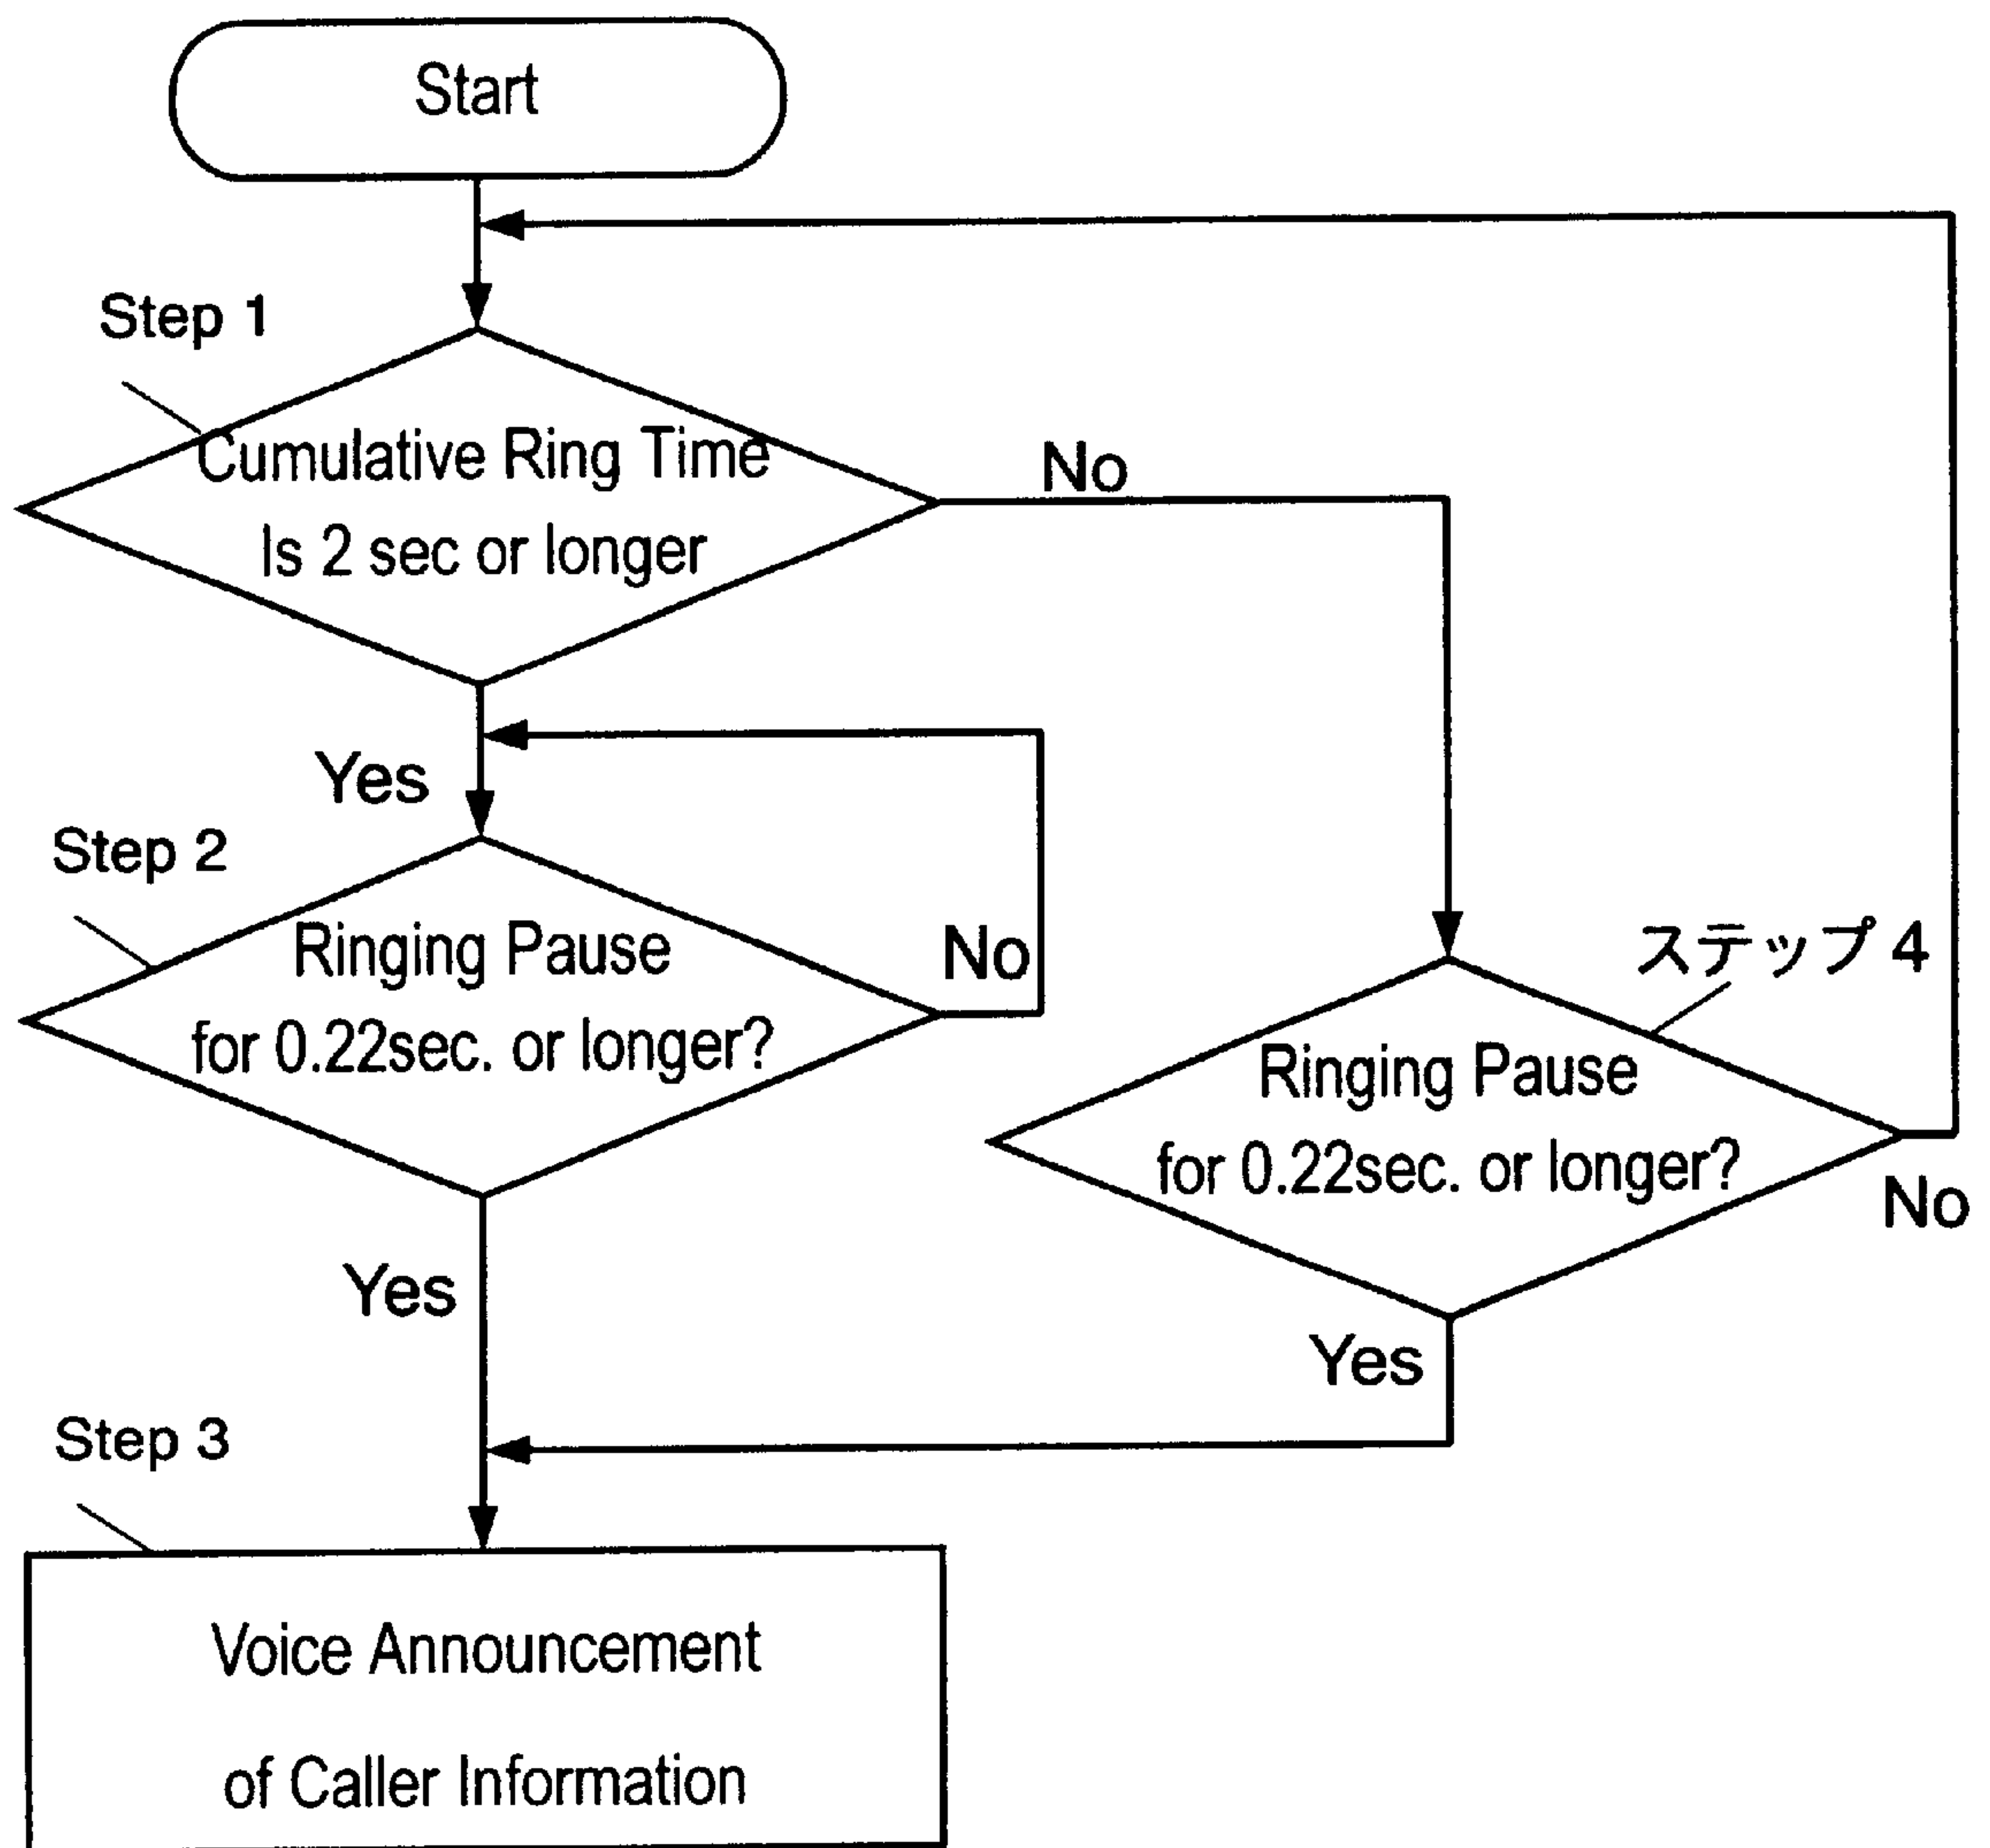 Start
Step 1
Cumulative Ring Time
Is 2 sec or longer
No
Yes
Step 2
Ringing Pause
for 0.22sec. or longer?
No
ステップ 4
Ringing Pause
for 0.22sec. or longer?
No
Yes
Yes
Step 3
Voice Announcement
of Caller Information